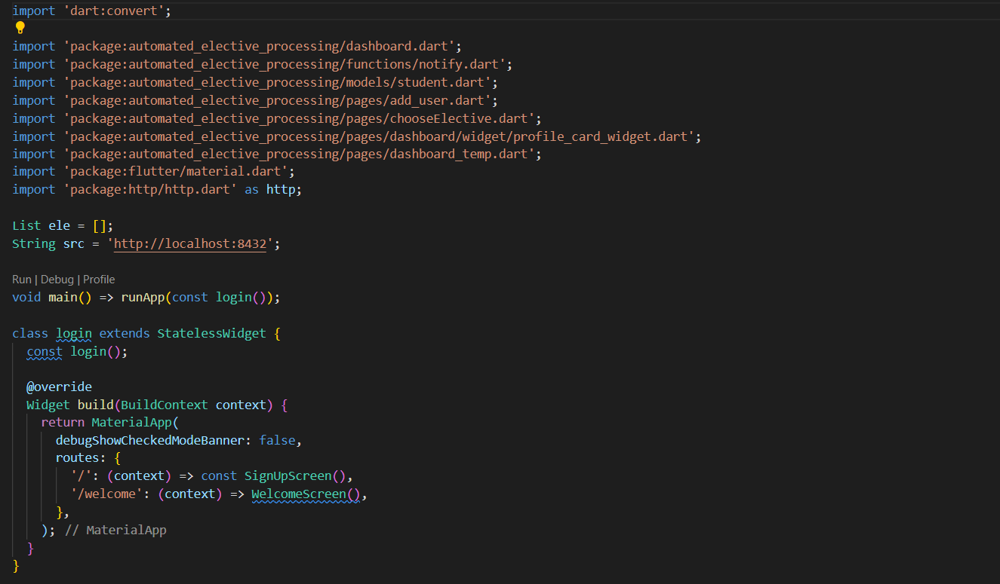 import 'dart:convert';
import 'package:automated_elective_processing/dashboard.dart';
import 'package:automated_elective_processing/functions/notify.dart';
import 'package:automated_elective_processing/models/student.dart';
import 'package:automated_elective_processing/pages/add_user.dart';
import 'package:automated_elective_processing/pages/chooseElective.dart';
import 'package:automated_elective_processing/pages/dashboard/widget/profile_card_widget.dart';
import 'package:automated_elective_processing/pages/dashboard_temp.dart';
import 'package:flutter/material.dart';
import 'package:http/http.dart' as http;
List ele = [];
String src = 'http://localhost:8432';
Run | Debug | Profile
void main() => runApp(const login());
class login extends StatelessWidget {
  const login();
  @override
  Widget build(BuildContext context) {
    return MaterialApp(
      debugShowCheckedModeBanner: false,
      routes: {
        '/': (context) => const SignUpScreen(),
        '/welcome': (context) => WelcomeScreen(),
      },
    ); // MaterialApp
  }
}